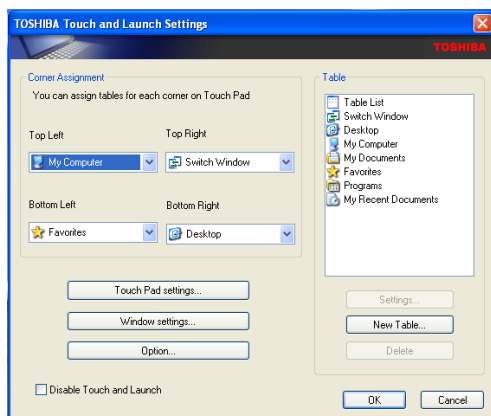 TOSHIBA Touch and Launch Settings
TOSHIBA
Corner Assignment
You can assign tables for each corner on Touch Pad
Top Left
Top Right
My Computer
Switch Window
Bottom Left
Bottom Right
Favorites
Desktop
Touch Pad settings...
Window settings...
Option...
Disable Touch and Launch
Table
Table List
Switch Window
Desktop
My Computer
My Documents
Favorites
Programs
My Recent Documents
Settings...
New Table...
Delete
OK
Cancel